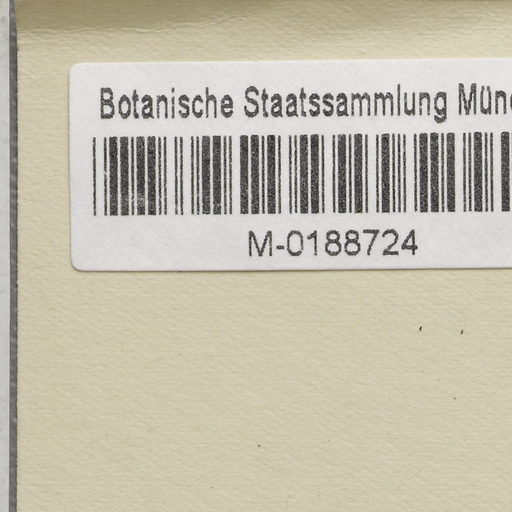 Botanische Staatssammlung Mün
M-0188724